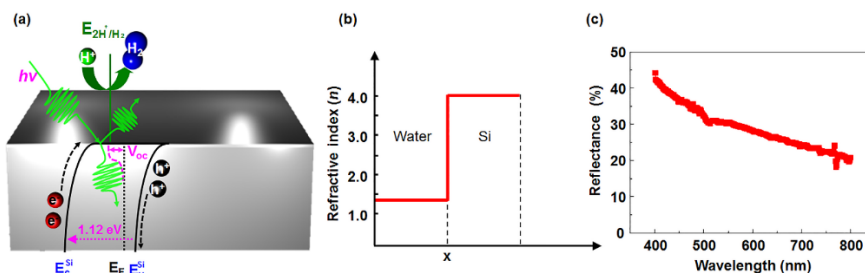 (a)
E2H+/H2
H+
H2
hν
Voc
h+
h+
e-
e-
1.12 eV
EcSi EF EvSi
(b)
Refractive index (n)
4.0
3.0
2.0
1.0
Water
Si
x
(c)
Reflectance (%)
50
40
30
20
10
0
400 500 600 700 800
Wavelength (nm)